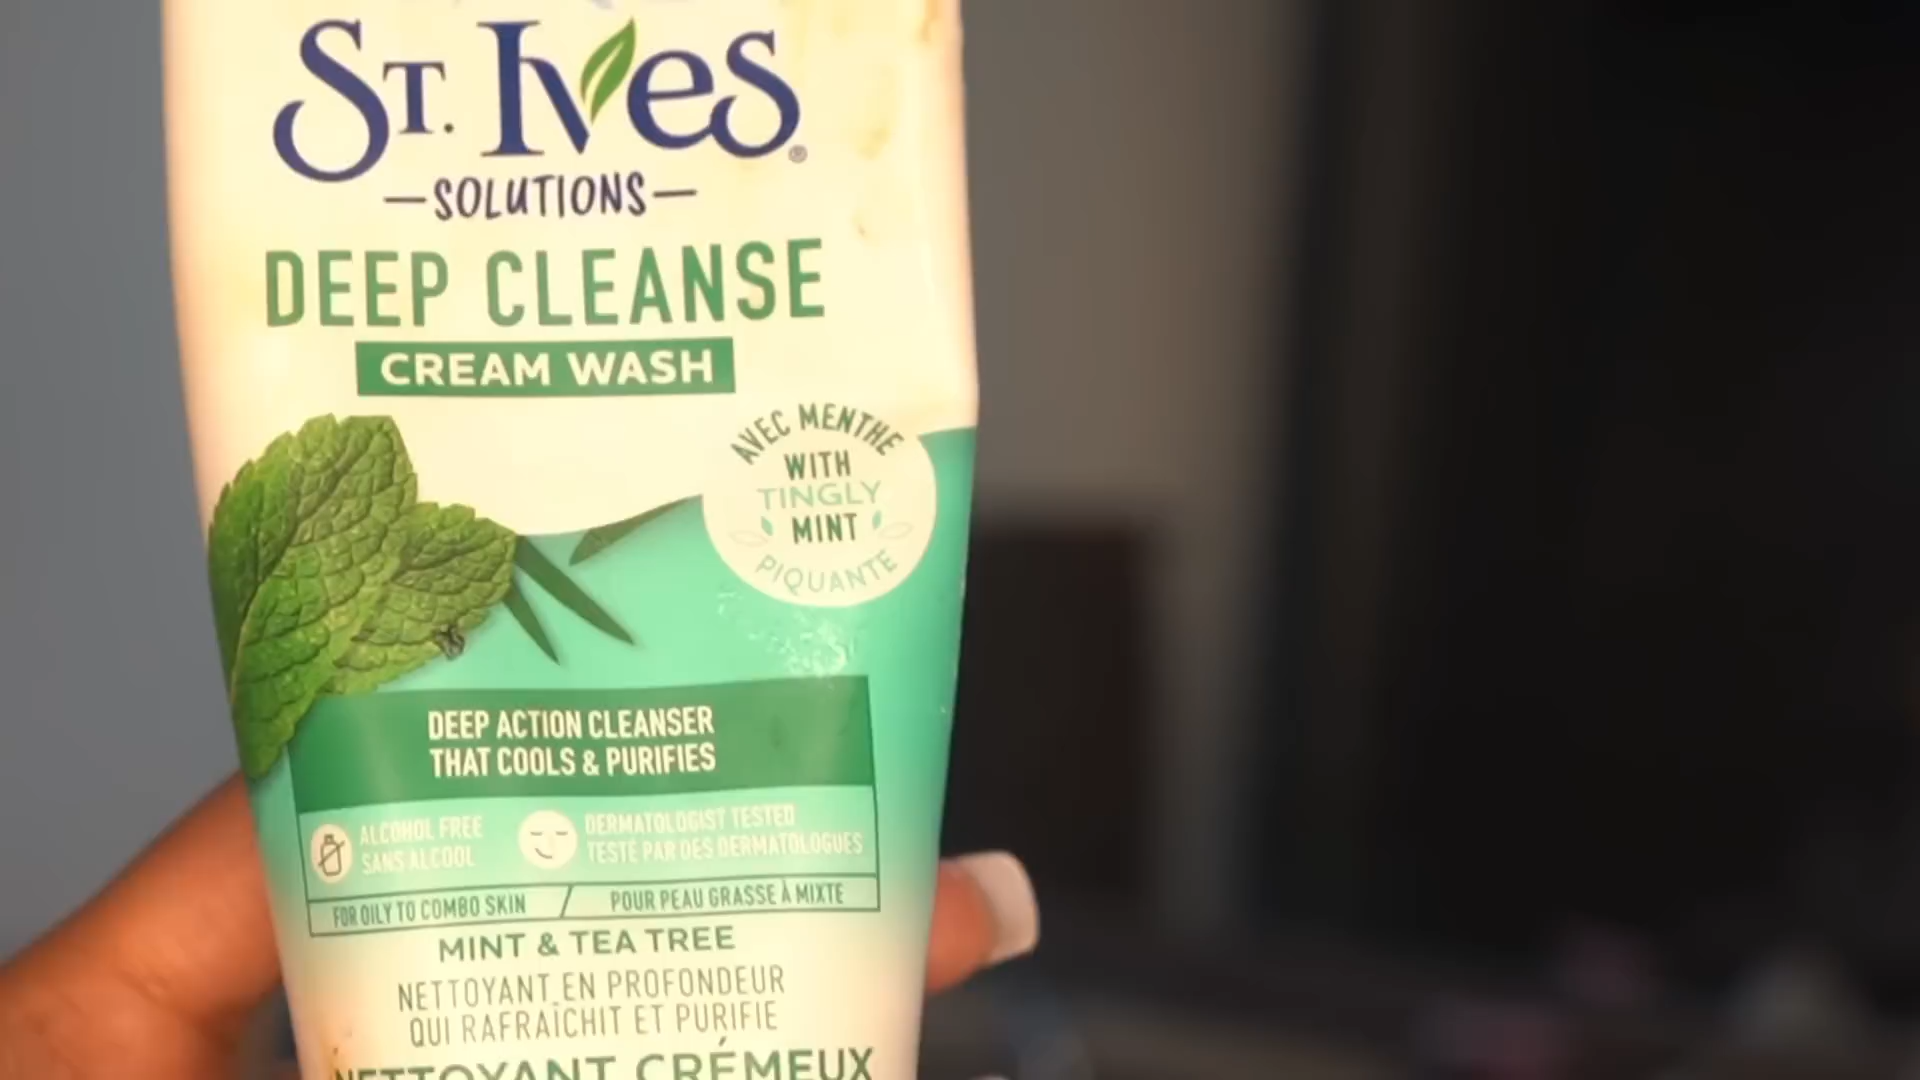 St. Ives®
—SOLUTIONS—
DEEP CLEANSE
CREAM WASH
AVEC MENTHE
WITH
TINGLY
MINT
PIQUANTE
DEEP ACTION CLEANSER
THAT COOLS & PURIFIES
ALCOHOL FREE
SANS ALCOOL
DERMATOLOGIST TESTED
TESTÉ PAR DES DERMATOLOGUES
FOR OILY TO COMBO SKIN / POUR PEAU GRASSE À MIXTE
MINT & TEA TREE
NETTOYANT EN PROFONDEUR
QUI RAFRAÎCHIT ET PURIFIE
NETTOYANT CRÉMEUX